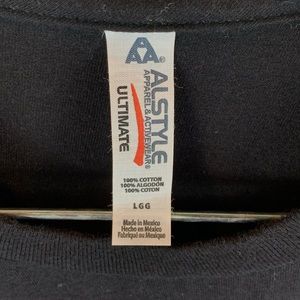 AA®
ALSTYLE
APPAREL & ACTIVEWEAR®
ULTIMATE
100% COTTON
100% ALGODÓN
100% COTON
LGG
Made in Mexico
Hecho en México
Fabriqué au Mexique